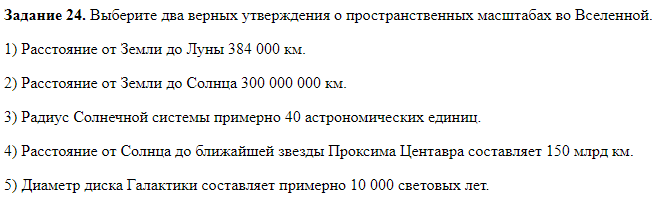 Задание 24. Выберите два верных утверждения о пространственных масштабах во Вселенной.
1) Расстояние от Земли до Луны 384 000 км.
2) Расстояние от Земли до Солнца 300 000 000 км.
3) Радиус Солнечной системы примерно 40 астрономических единиц.
4) Расстояние от Солнца до ближайшей звезды Проксима Центавра составляет 150 млрд км.
5) Диаметр диска Галактики составляет примерно 10 000 световых лет.